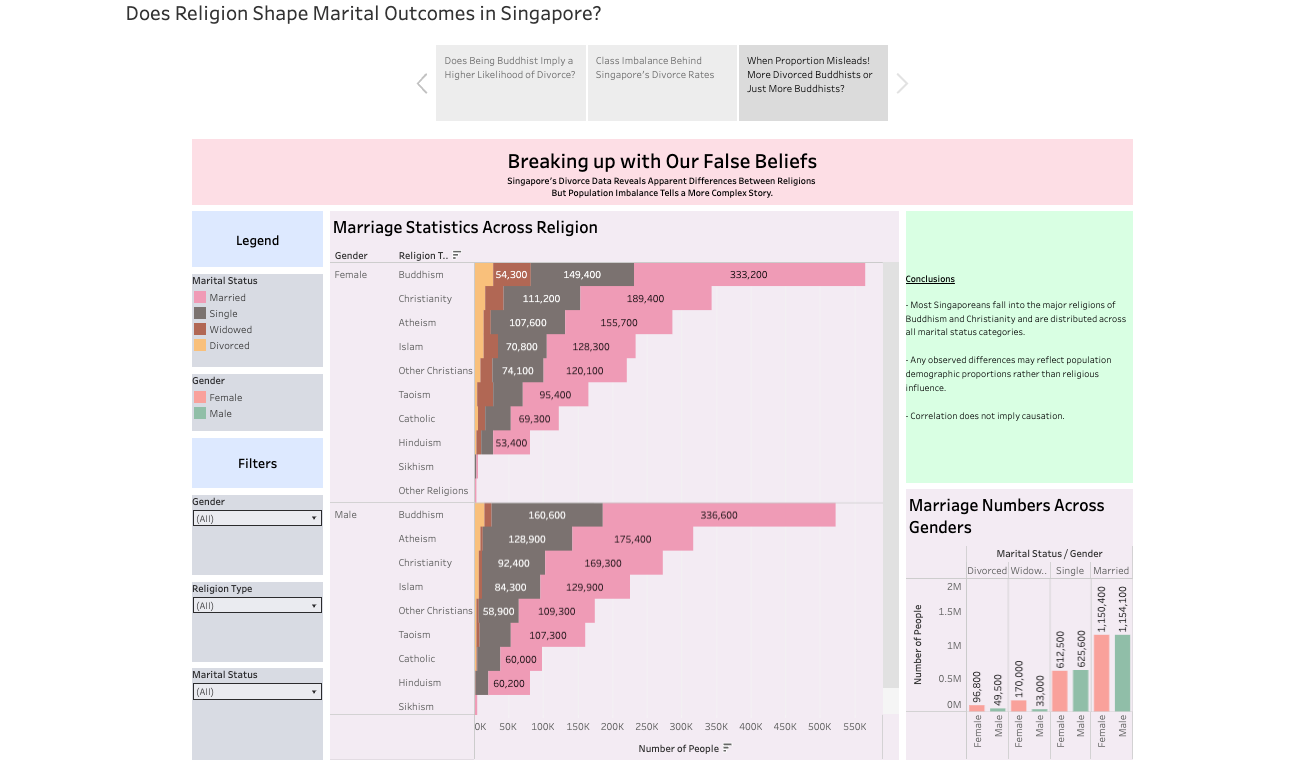 Does Religion Shape Marital Outcomes in Singapore?
Does Being Buddhist Imply a
Higher Likelihood of Divorce?
Class Imbalance Behind
Singapore's Divorce Rates
When Proportion Misleads!
More Divorced Buddhists or
Just More Buddhists?
Breaking up with Our False Beliefs
Singapore's Divorce Data Reveals Apparent Differences Between Religions
But Population Imbalance Tells a More Complex Story.
Legend
Marital Status
Married
Single
Widowed
Divorced
Gender
Female
Male
Filters
Gender
(All)
Religion Type
(All)
Marital Status
(All)
Marriage Statistics Across Religion
Gender Religion T..
Female Buddhism 54,300 149,400 333,200
Christianity 111,200 189,400
Atheism 107,600 155,700
Islam 70,800 128,300
Other Christians 74,100 120,100
Taoism 95,400
Catholic 69,300
Hinduism 53,400
Sikhism
Other Religions
Male Buddhism 160,600 336,600
Atheism 128,900 175,400
Christianity 92,400 169,300
Islam 84,300 129,900
Other Christians 58,900 109,300
Taoism 107,300
Catholic 60,000
Hinduism 60,200
Sikhism
0K 50K 100K 150K 200K 250K 300K 350K 400K 450K 500K 550K
Number of People
Conclusions
- Most Singaporeans fall into the major religions of
Buddhism and Christianity and are distributed across
all marital status categories.
- Any observed differences may reflect population
demographic proportions rather than religious
influence.
- Correlation does not imply causation.
Marriage Numbers Across
Genders
Marital Status / Gender
Divorced Widow.. Single Married
Number of People
2M
1.5M
1M
0.5M
0M
96,800 49,500 170,000 33,000 612,500 625,600 1,150,400 1,154,100
Female Male Female Male Female Male Female Male